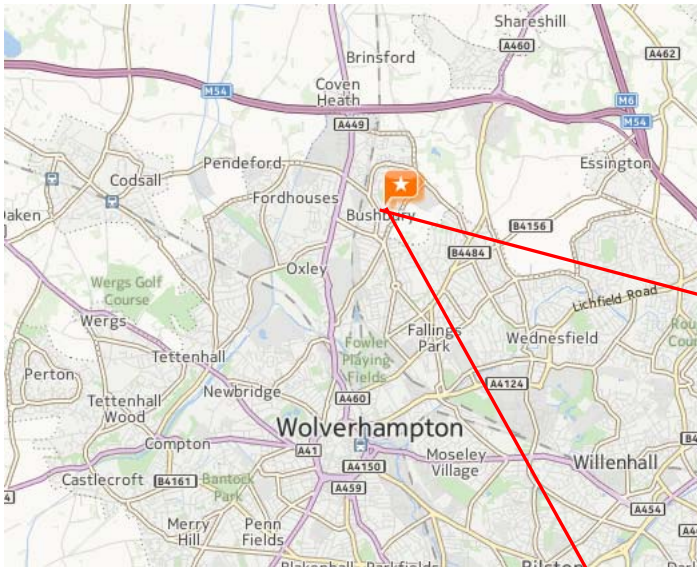 Shareshill
A460
A462
Brinsford
Coven
Heath
M54
M6
M54
A449
Pendeford
Essington
Codsall
Fordhouses
Bushbury
B4156
B4484
Oxley
Wergs Golf
Course
Lichfield Road
Wergs
Fallings
Park
Wednesfield
Fowler
Playing
Fields
Tettenhall
Perton
Newbridge
A4124
Tettenhall
Wood
A460
Wolverhampton
Compton
A41
A4150
Moseley
Village
Willenhall
Castlecroft
B4161
Bantock
Park
A459
A454
Merry
Hill
Penn
Fields
Blakenhall
Parkfields
Bilston